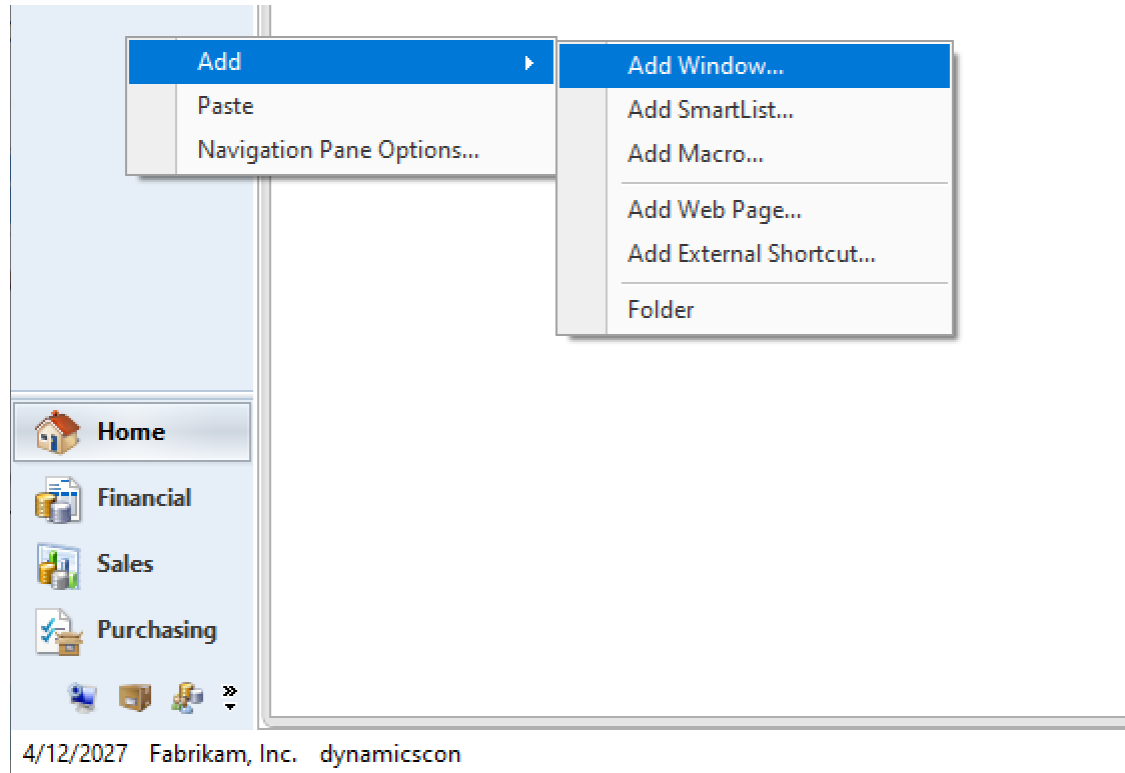 Add
Paste
Navigation Pane Options...
Add Window...
Add SmartList...
Add Macro...
Add Web Page...
Add External Shortcut...
Folder
Home
Financial
Sales
Purchasing
4/12/2027 Fabrikam, Inc. dynamicscon